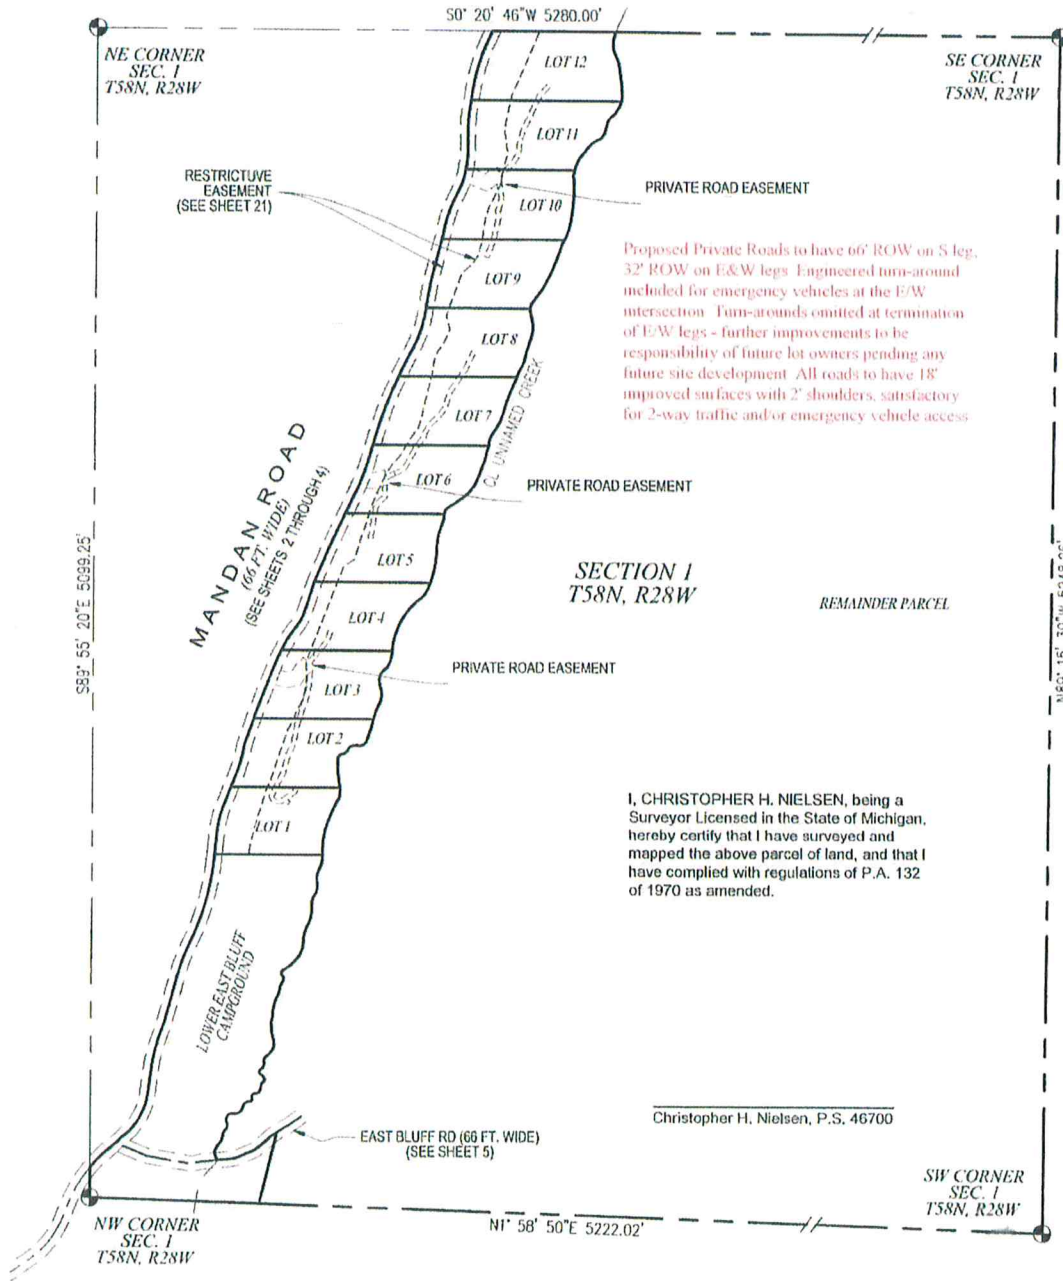 S0° 20' 46"W 5280.00'
NE CORNER
SEC. 1
T58N, R28W
SE CORNER
SEC. 1
T58N, R28W
LOT 12
LOT 11
RESTRICTUVE
EASEMENT
(SEE SHEET 21)
PRIVATE ROAD EASEMENT
LOT 10
LOT 9
Proposed Private Roads to have 66' ROW on S leg,
32' ROW on E&W legs Engineered turn-around
included for emergency vehicles at the E/W
intersection Turn-arounds omitted at termination
of E/W legs - further improvements to be
responsibility of future lot owners pending any
future site development All roads to have 18'
improved surfaces with 2' shoulders, satisfactory
for 2-way traffic and/or emergency vehicle access
LOT 8
LOT 7
CL UNNAMED CREEK
LOT 6
PRIVATE ROAD EASEMENT
MANDAN ROAD
(66 FT. WIDE)
(SEE SHEETS 2 THROUGH 4)
S89° 55' 20"E 5099.25'
LOT 5
SECTION 1
T58N, R28W
REMAINDER PARCEL
LOT 4
PRIVATE ROAD EASEMENT
LOT 3
LOT 2
LOT 1
I, CHRISTOPHER H. NIELSEN, being a
Surveyor Licensed in the State of Michigan,
hereby certify that I have surveyed and
mapped the above parcel of land, and that I
have complied with regulations of P.A. 132
of 1970 as amended.
LOWER EAST BLUFF
CAMPGROUND
Christopher H. Nielsen, P.S. 46700
EAST BLUFF RD (66 FT. WIDE)
(SEE SHEET 5)
NW CORNER
SEC. 1
T58N, R28W
N1° 58' 50"E 5222.02'
SW CORNER
SEC. 1
T58N, R28W